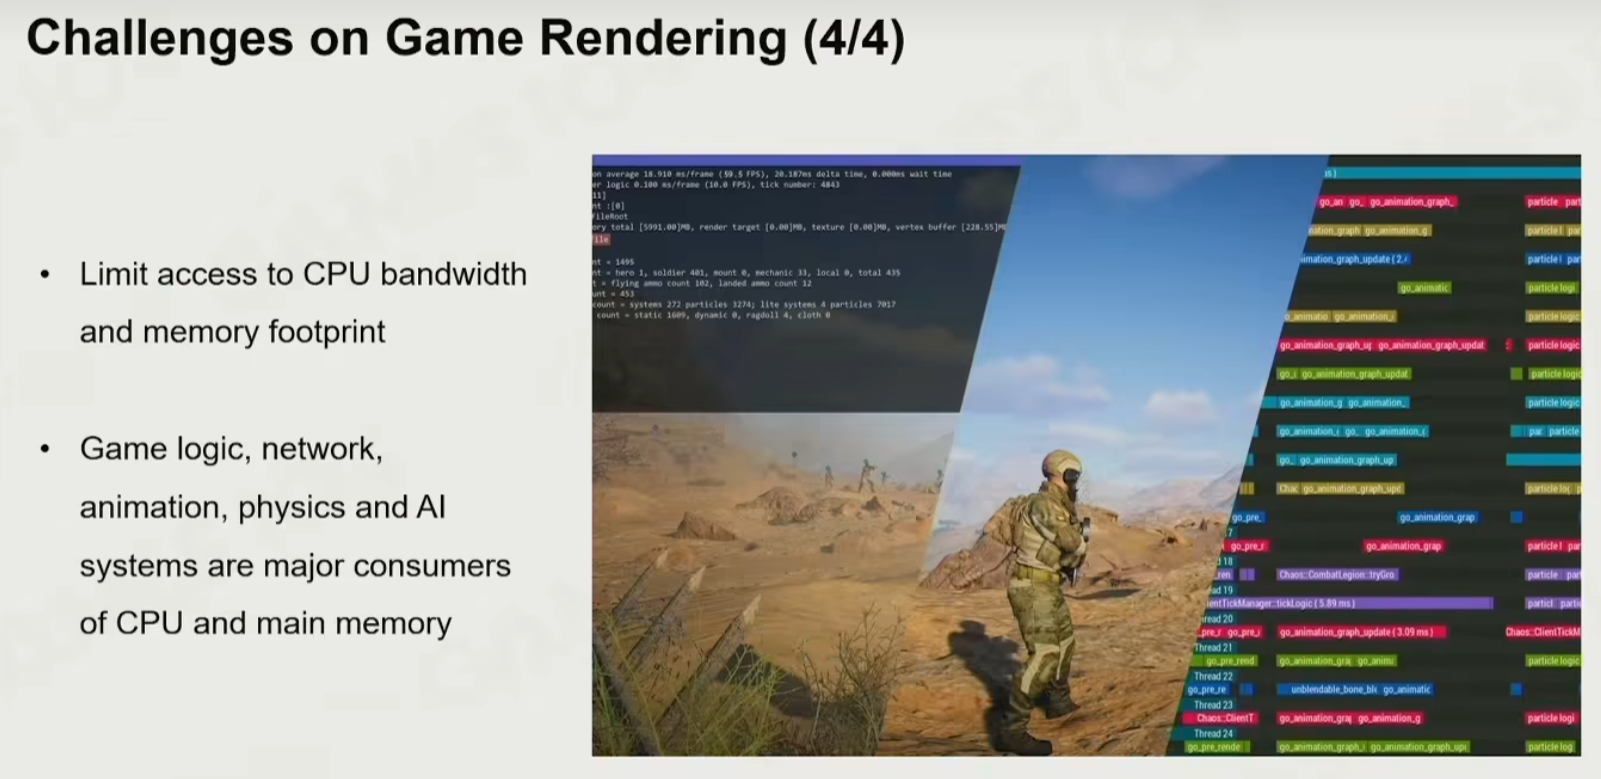 Challenges on Game Rendering (4/4)
• Limit access to CPU bandwidth
and memory footprint
• Game logic, network,
animation, physics and AI
systems are major consumers
of CPU and main memory
on average 18.910 ms/frame (59.5 FPS), 20.187ms delta time, 0.000ms wait time
er logic 0.100 ms/frame (10.0 FPS), tick number: 4843
11]
nt :[0]
FileRoot
ory total [5991.00]MB, render target [0.00]MB, texture [0.00]MB, vertex buffer [228.55]M
ile
nt = 1495
nt = hero 1, soldier 401, mount 0, mechanic 33, local 0, total 435
t = flying ammo count 102, landed ammo count 12
unt = 453
count = systems 272 particles 3274; lite systems 4 particles 7017
count = static 1609, dynamic 0, ragdoll 4, cloth 0
s)
go_an go_ go_animation_graph_ particle part
nation_graph go_animation_g particle l par
imation_graph_update (2. particle l par
go_animatic particle logi
o_animatio go_animation_ particle logic
go_animation_graph_up go_animation_graph_updat particle logic
go_ go_animation_graph_updat particle logic
go_animation_g go_animation_ particle logic
go_animation_ go_ go_animation_ par particle
go_ go_animation_graph_up
Chac go_animation_graph_upd particle log p
go_pre_ go_animation_grap
7
go_pre_r go_animation_grap particle l par
d 18
ren Chaos::CombatLegion::tryGro particle part
ad 19
ientTickManager::tickLogic (5.89 ms) particl parti
read 20
_pre_r go_pre_ go_animation_graph_update (3.09 ms) Chaos::ClientTickM
Thread 21
go_pre_rend go_animation_gra go_anima particle logic
Thread 22
go_pre_re unblendable_bone_ble go_animatic
Thread 23
Chaos::ClientT go_animation_gra go_animation_g particle logi
Thread 24
go_pre_rende go_animation_graph_ go_animation_graph_up particle log